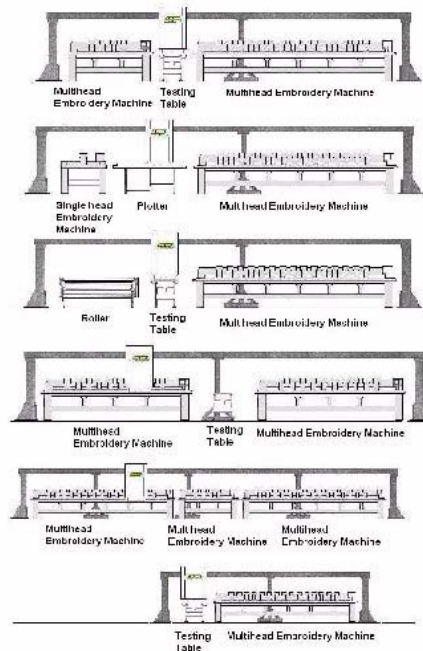 Multihead
Embroidery Machine
Testing
Table
Multihead Embroidery Machine
Single head
Embroidery
Machine
Plotter
Multihead Embroidery Machine
Roller
Testing
Table
Multihead Embroidery Machine
Multihead
Embroidery Machine
Testing
Table
Multihead Embroidery Machine
Multihead
Embroidery Machine
Multihead
Embroidery Machine
Multihead
Embroidery Machine
Testing
Table
Multihead Embroidery Machine